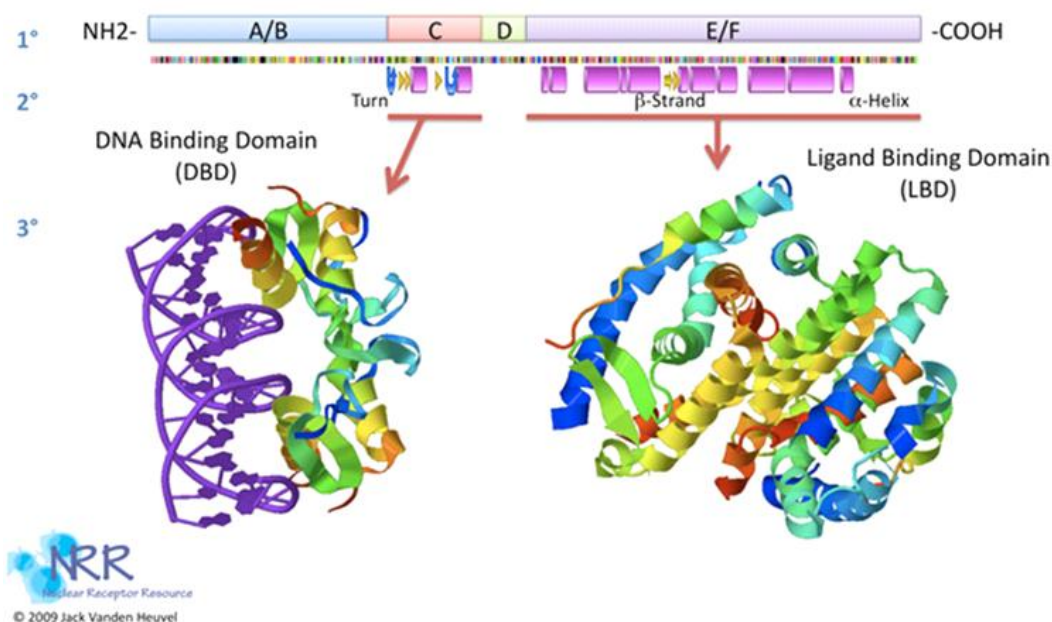 1°
NH2-
A/B
C
D
E/F
-COOH
2°
Turn
β-Strand
α-Helix
DNA Binding Domain
(DBD)
Ligand Binding Domain
(LBD)
3°
NRR
Nuclear Receptor Resource
© 2009 Jack Vanden Heuvel